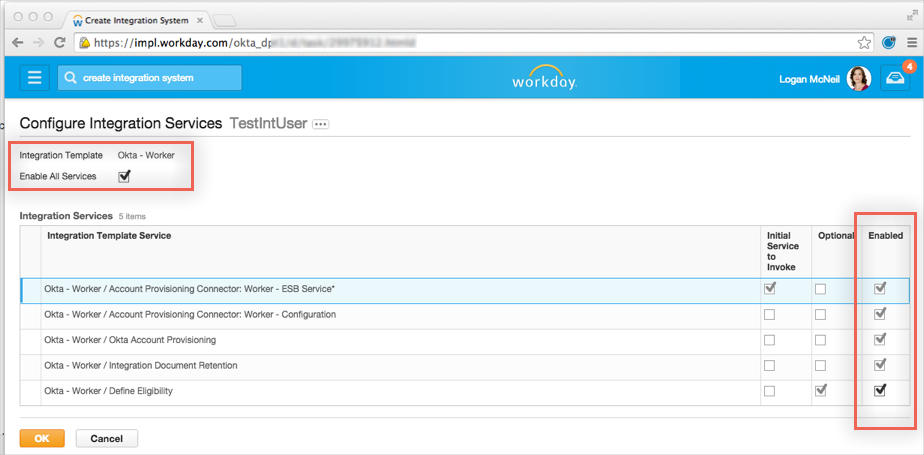 Create Integration System
https://impl.workday.com/okta_dp
create integration system
workday.
Logan McNeil
4
Configure Integration Services TestIntUser
Integration Template Okta - Worker
Enable All Services
Integration Services 5 items
Integration Template Service
Initial Service to Invoke
Optional
Enabled
Okta - Worker / Account Provisioning Connector: Worker - ESB Service*
Okta - Worker / Account Provisioning Connector: Worker - Configuration
Okta - Worker / Okta Account Provisioning
Okta - Worker / Integration Document Retention
Okta - Worker / Define Eligibility
OK
Cancel